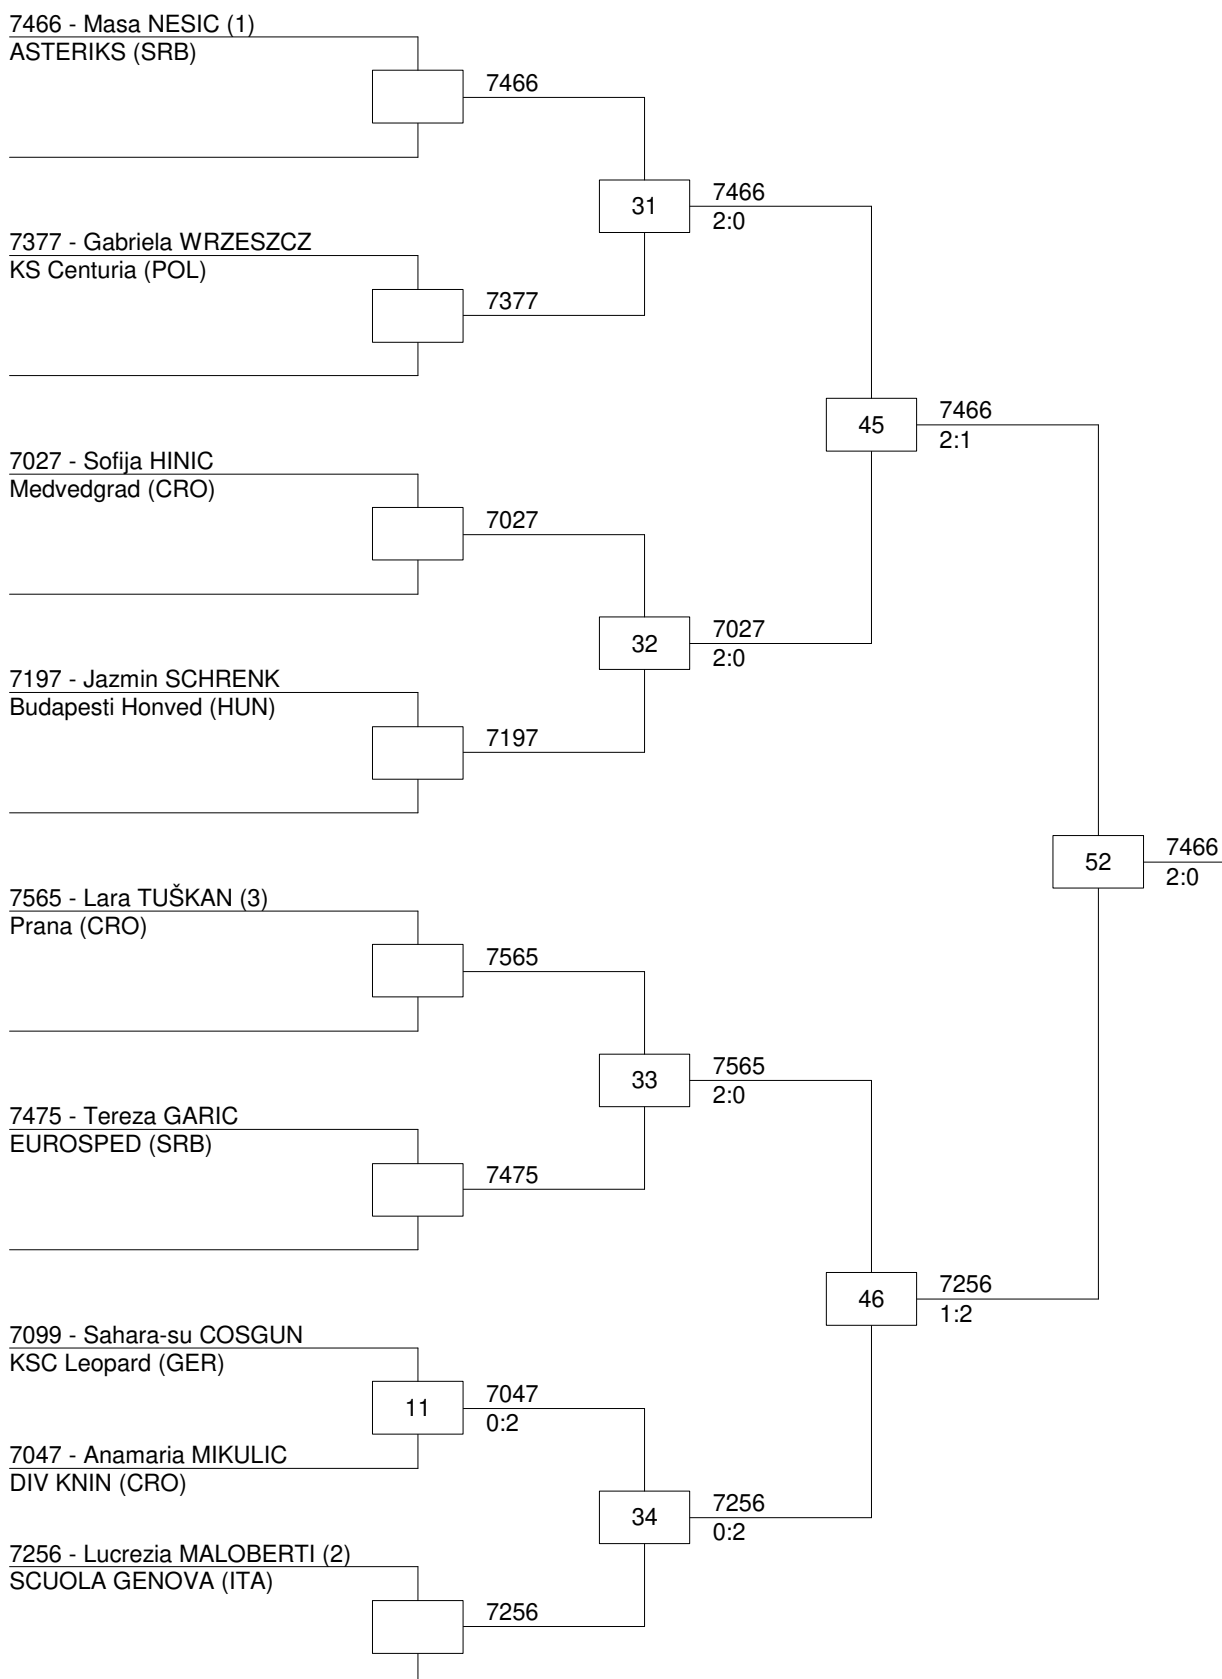 7466 - Masa NESIC (1)
ASTERIKS (SRB)
7466
31
7466
2:0
7377 - Gabriela WRZESZCZ
KS Centuria (POL)
7377
45
7466
2:1
7027 - Sofija HINIC
Medvedgrad (CRO)
7027
32
7027
2:0
7197 - Jazmin SCHRENK
Budapesti Honved (HUN)
7197
52
7466
2:0
7565 - Lara TUŠKAN (3)
Prana (CRO)
7565
33
7565
2:0
7475 - Tereza GARIC
EUROSPED (SRB)
7475
46
7256
1:2
7099 - Sahara-su COSGUN
KSC Leopard (GER)
11
7047
0:2
7047 - Anamaria MIKULIC
DIV KNIN (CRO)
34
7256
0:2
7256 - Lucrezia MALOBERTI (2)
SCUOLA GENOVA (ITA)
7256